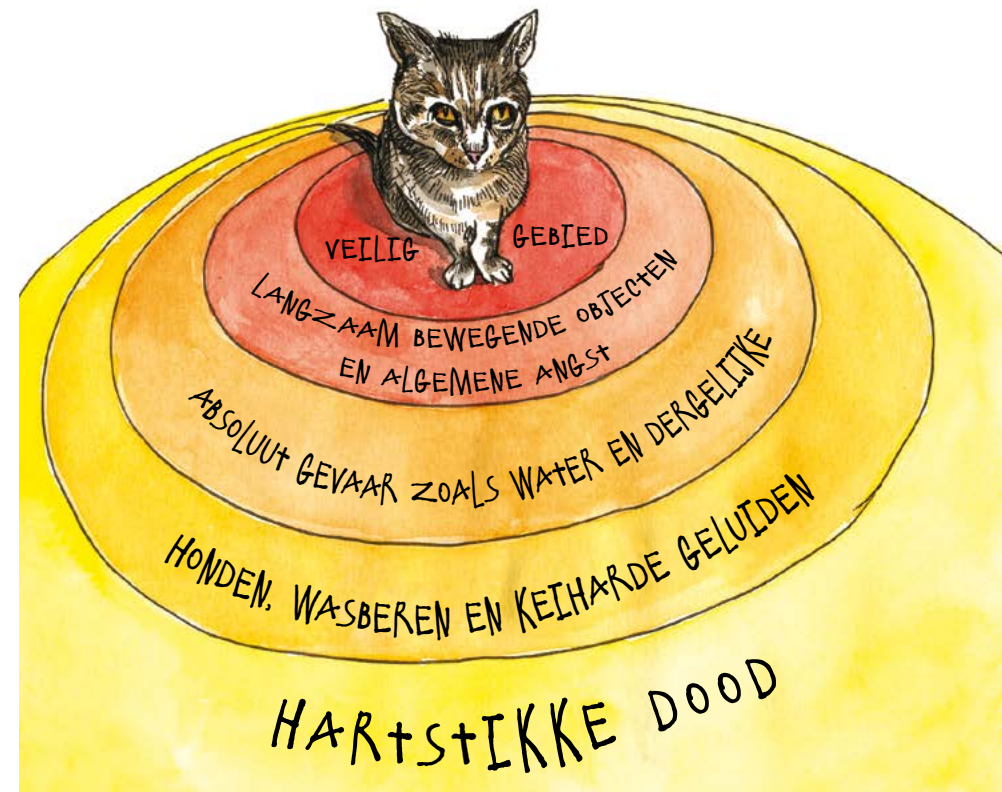 VEILIG GEBIED
LANGZAAM BEWEGENDE OBJECTEN
EN ALGEMENE ANGST
ABSOLUUT GEVAAR ZOALS WATER EN DERGELIJKE
HONDEN, WASBEREN EN KEIHARDE GELUIDEN
HARTSTIKKE DOOD